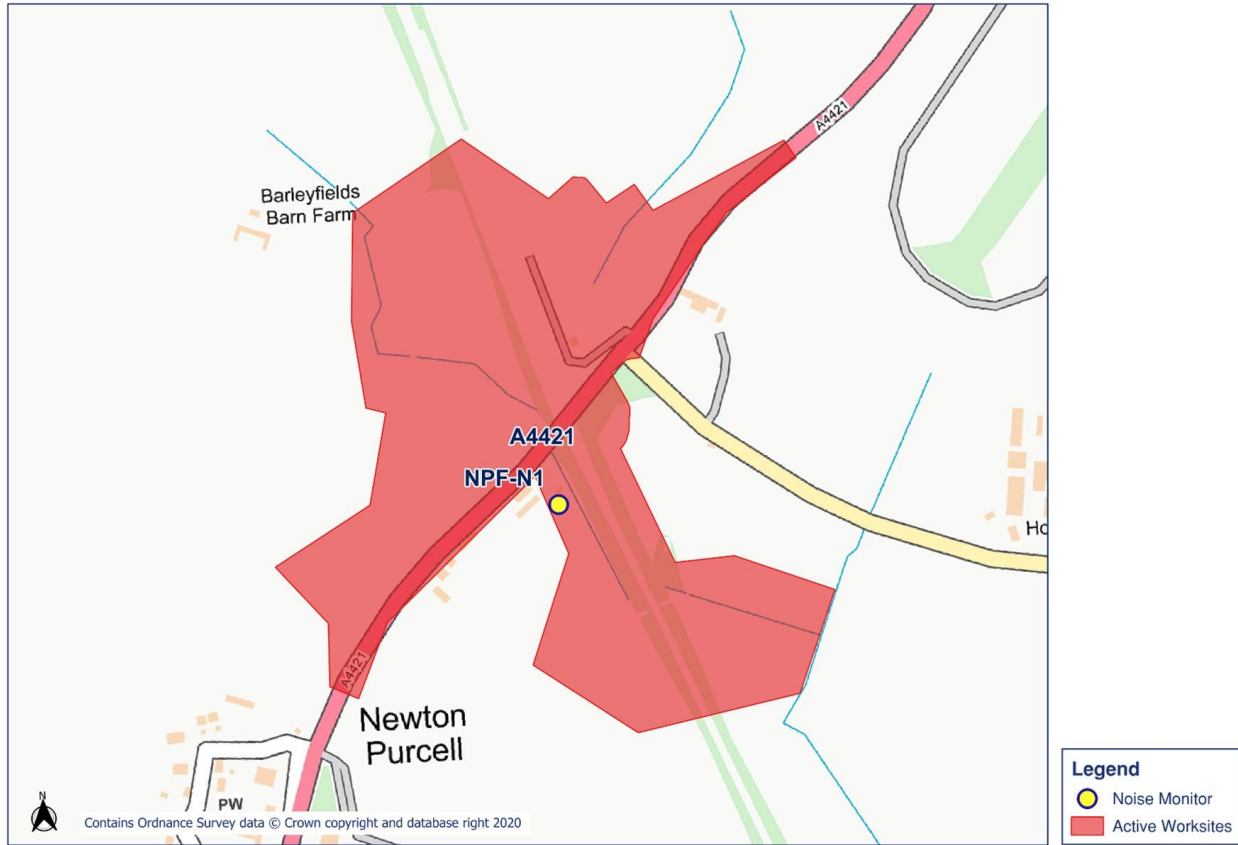 A4421
Barleyfields
Barn Farm
A4421
NPF-N1
Ho
A4421
Newton
Purcell
PW
N
Contains Ordnance Survey data © Crown copyright and database right 2020
Legend
Noise Monitor
Active Worksites